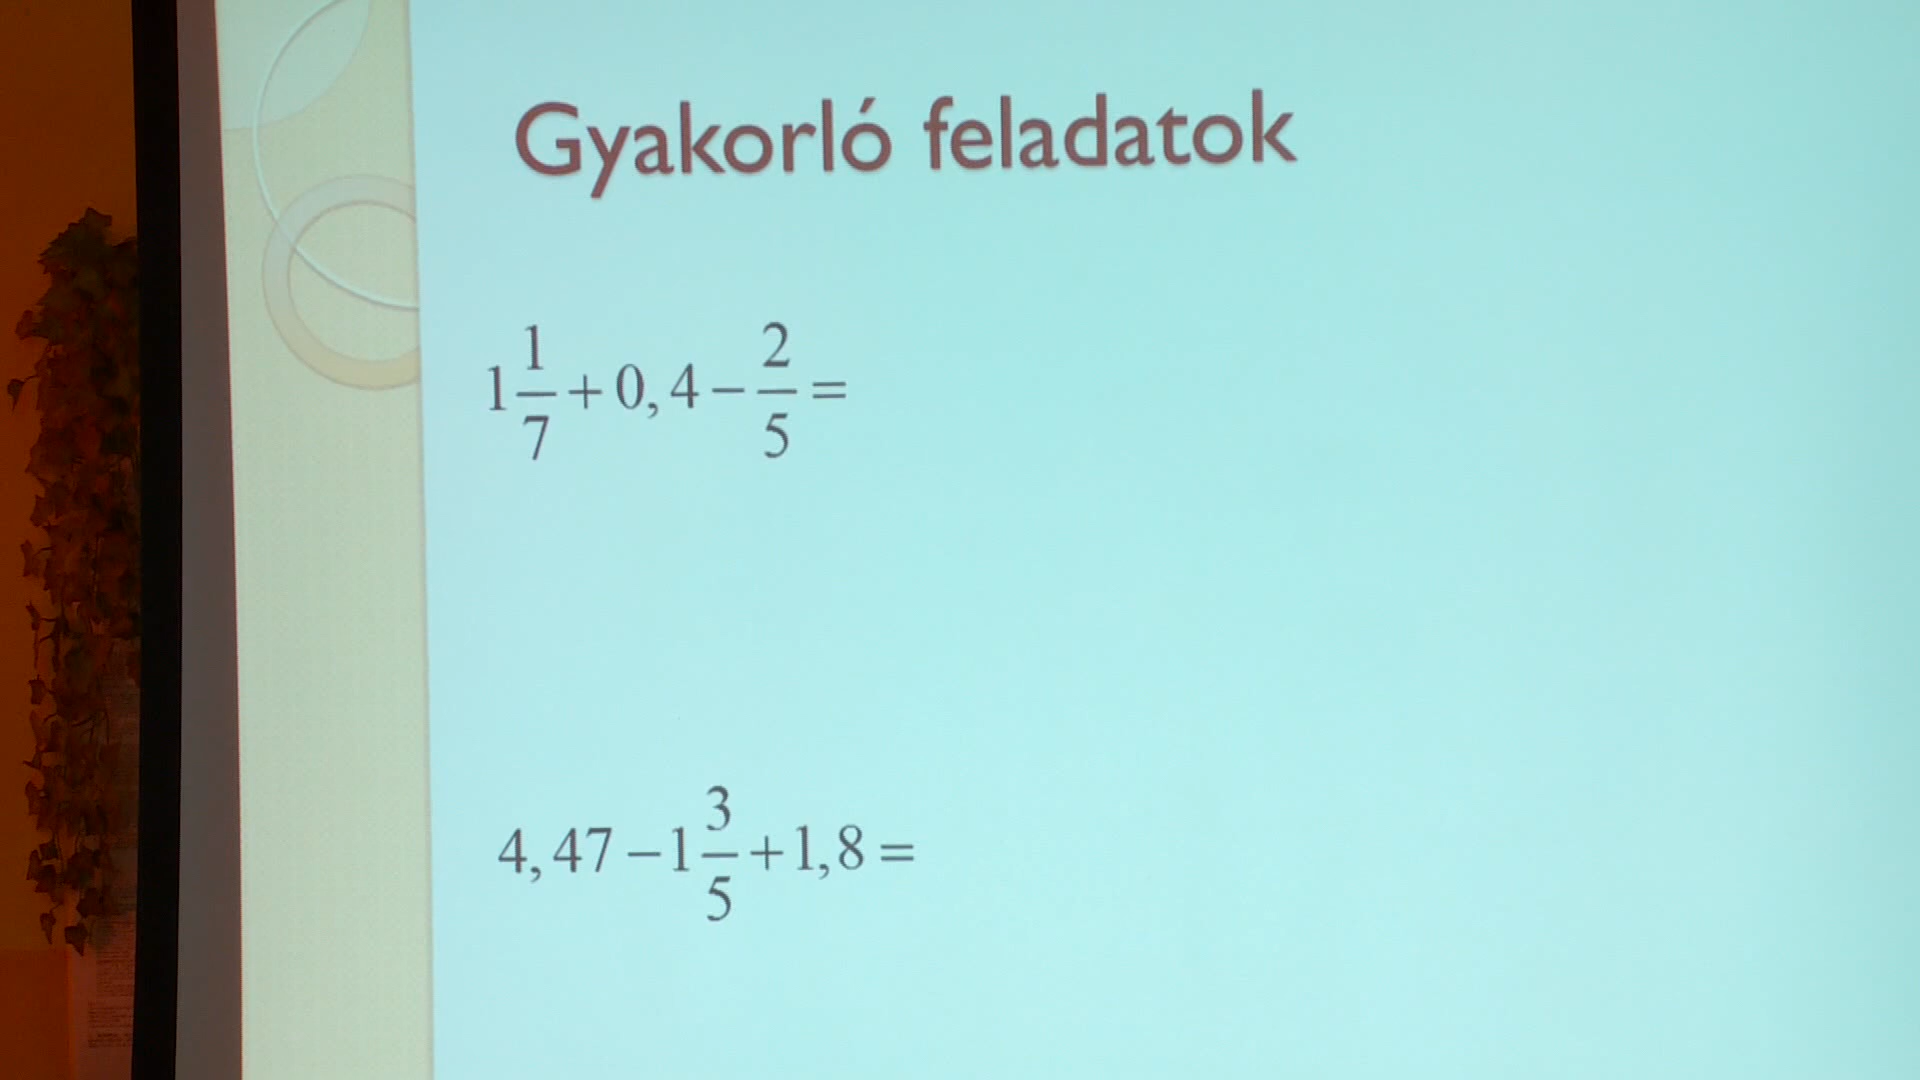 Gyakorló feladatok
1 1/7 + 0,4 − 2/5 =
4,47 − 1 3/5 + 1,8 =